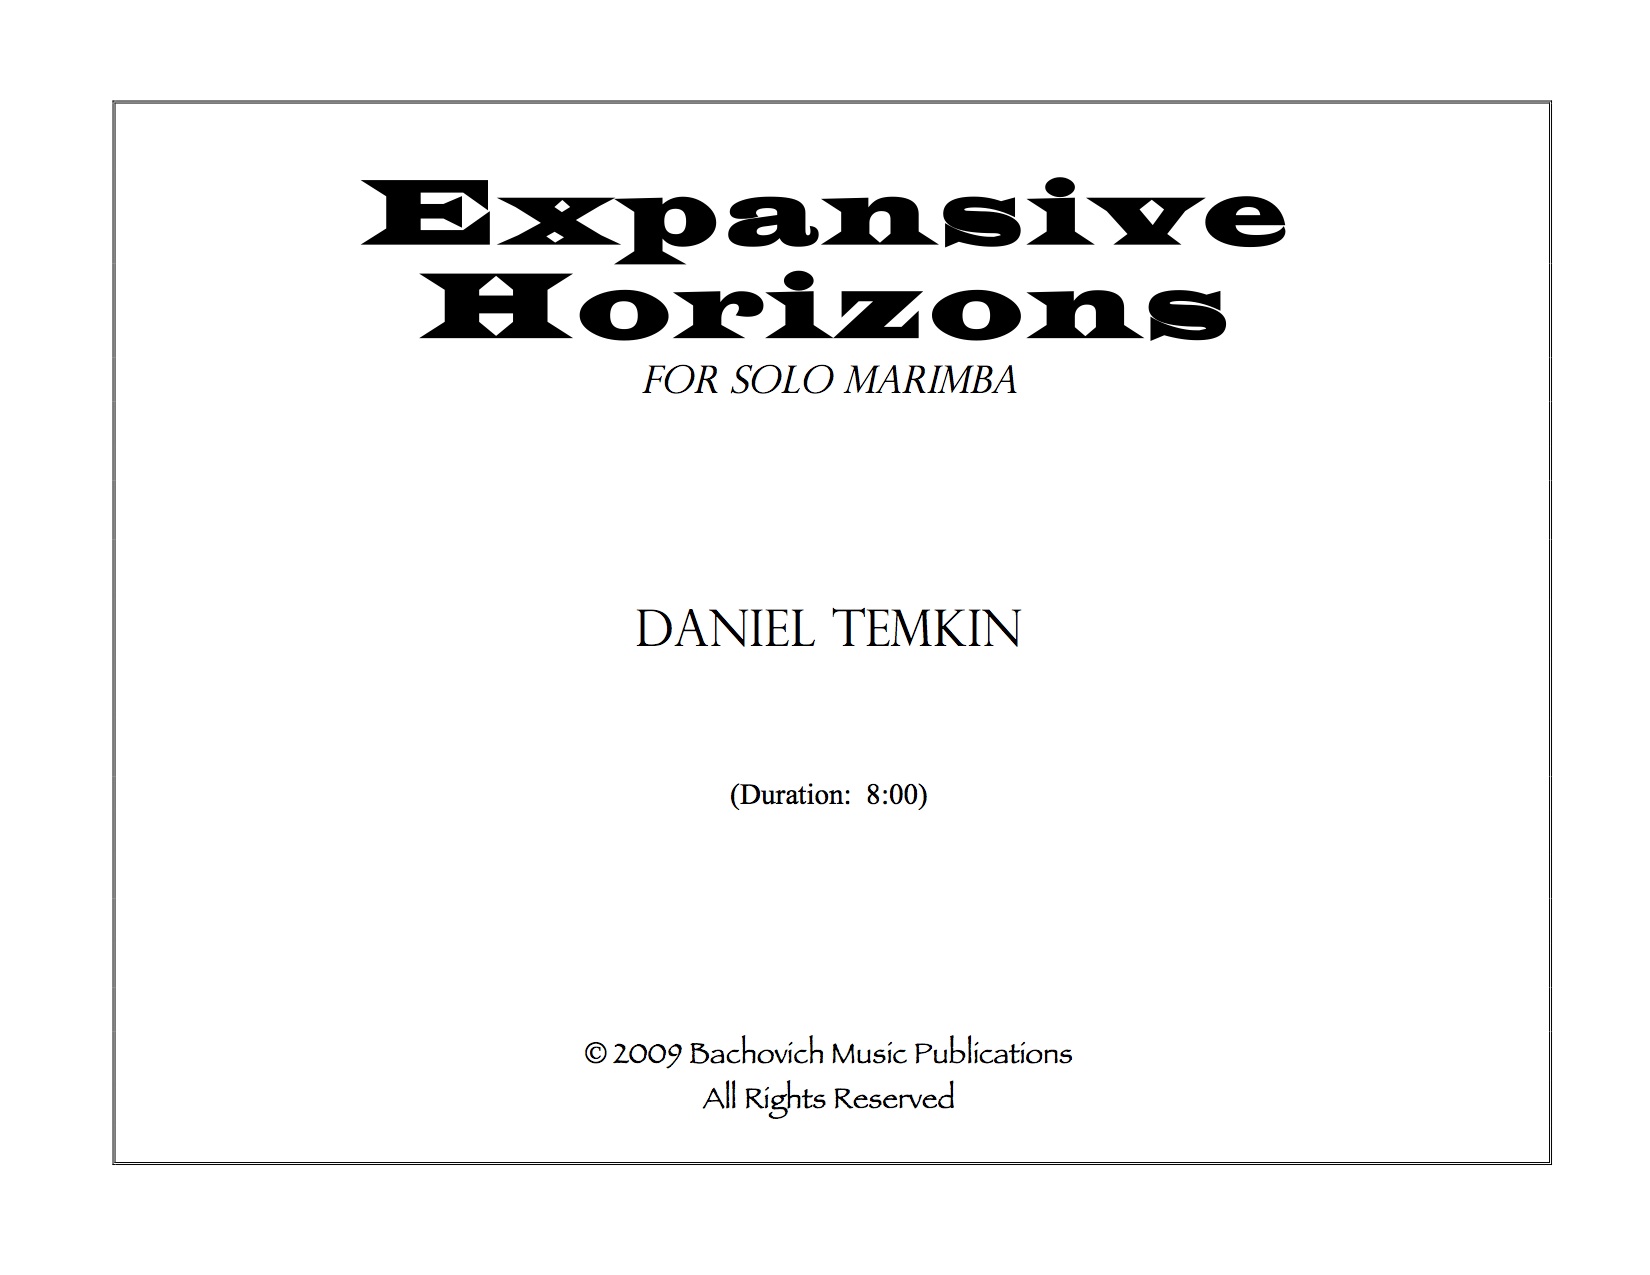 Expansive
Horizons
FOR SOLO MARIMBA
DANIEL TEMKIN
(Duration:  8:00)
© 2009 Bachovich Music Publications
All Rights Reserved